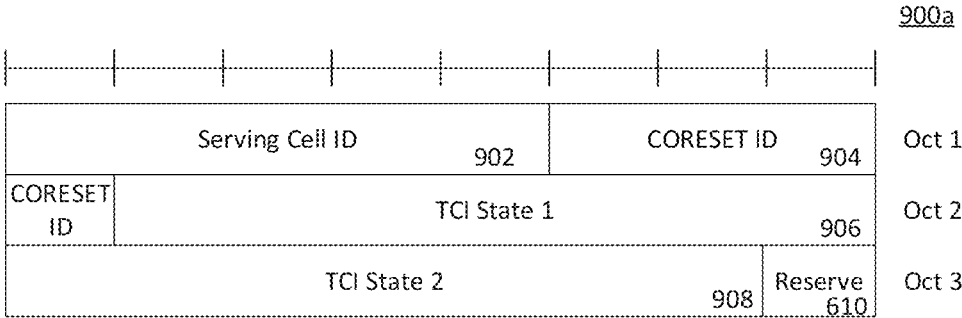 900a
Serving Cell ID 902 CORESET ID 904 Oct 1
CORESET ID TCI State 1 906 Oct 2
TCI State 2 908 Reserve 610 Oct 3